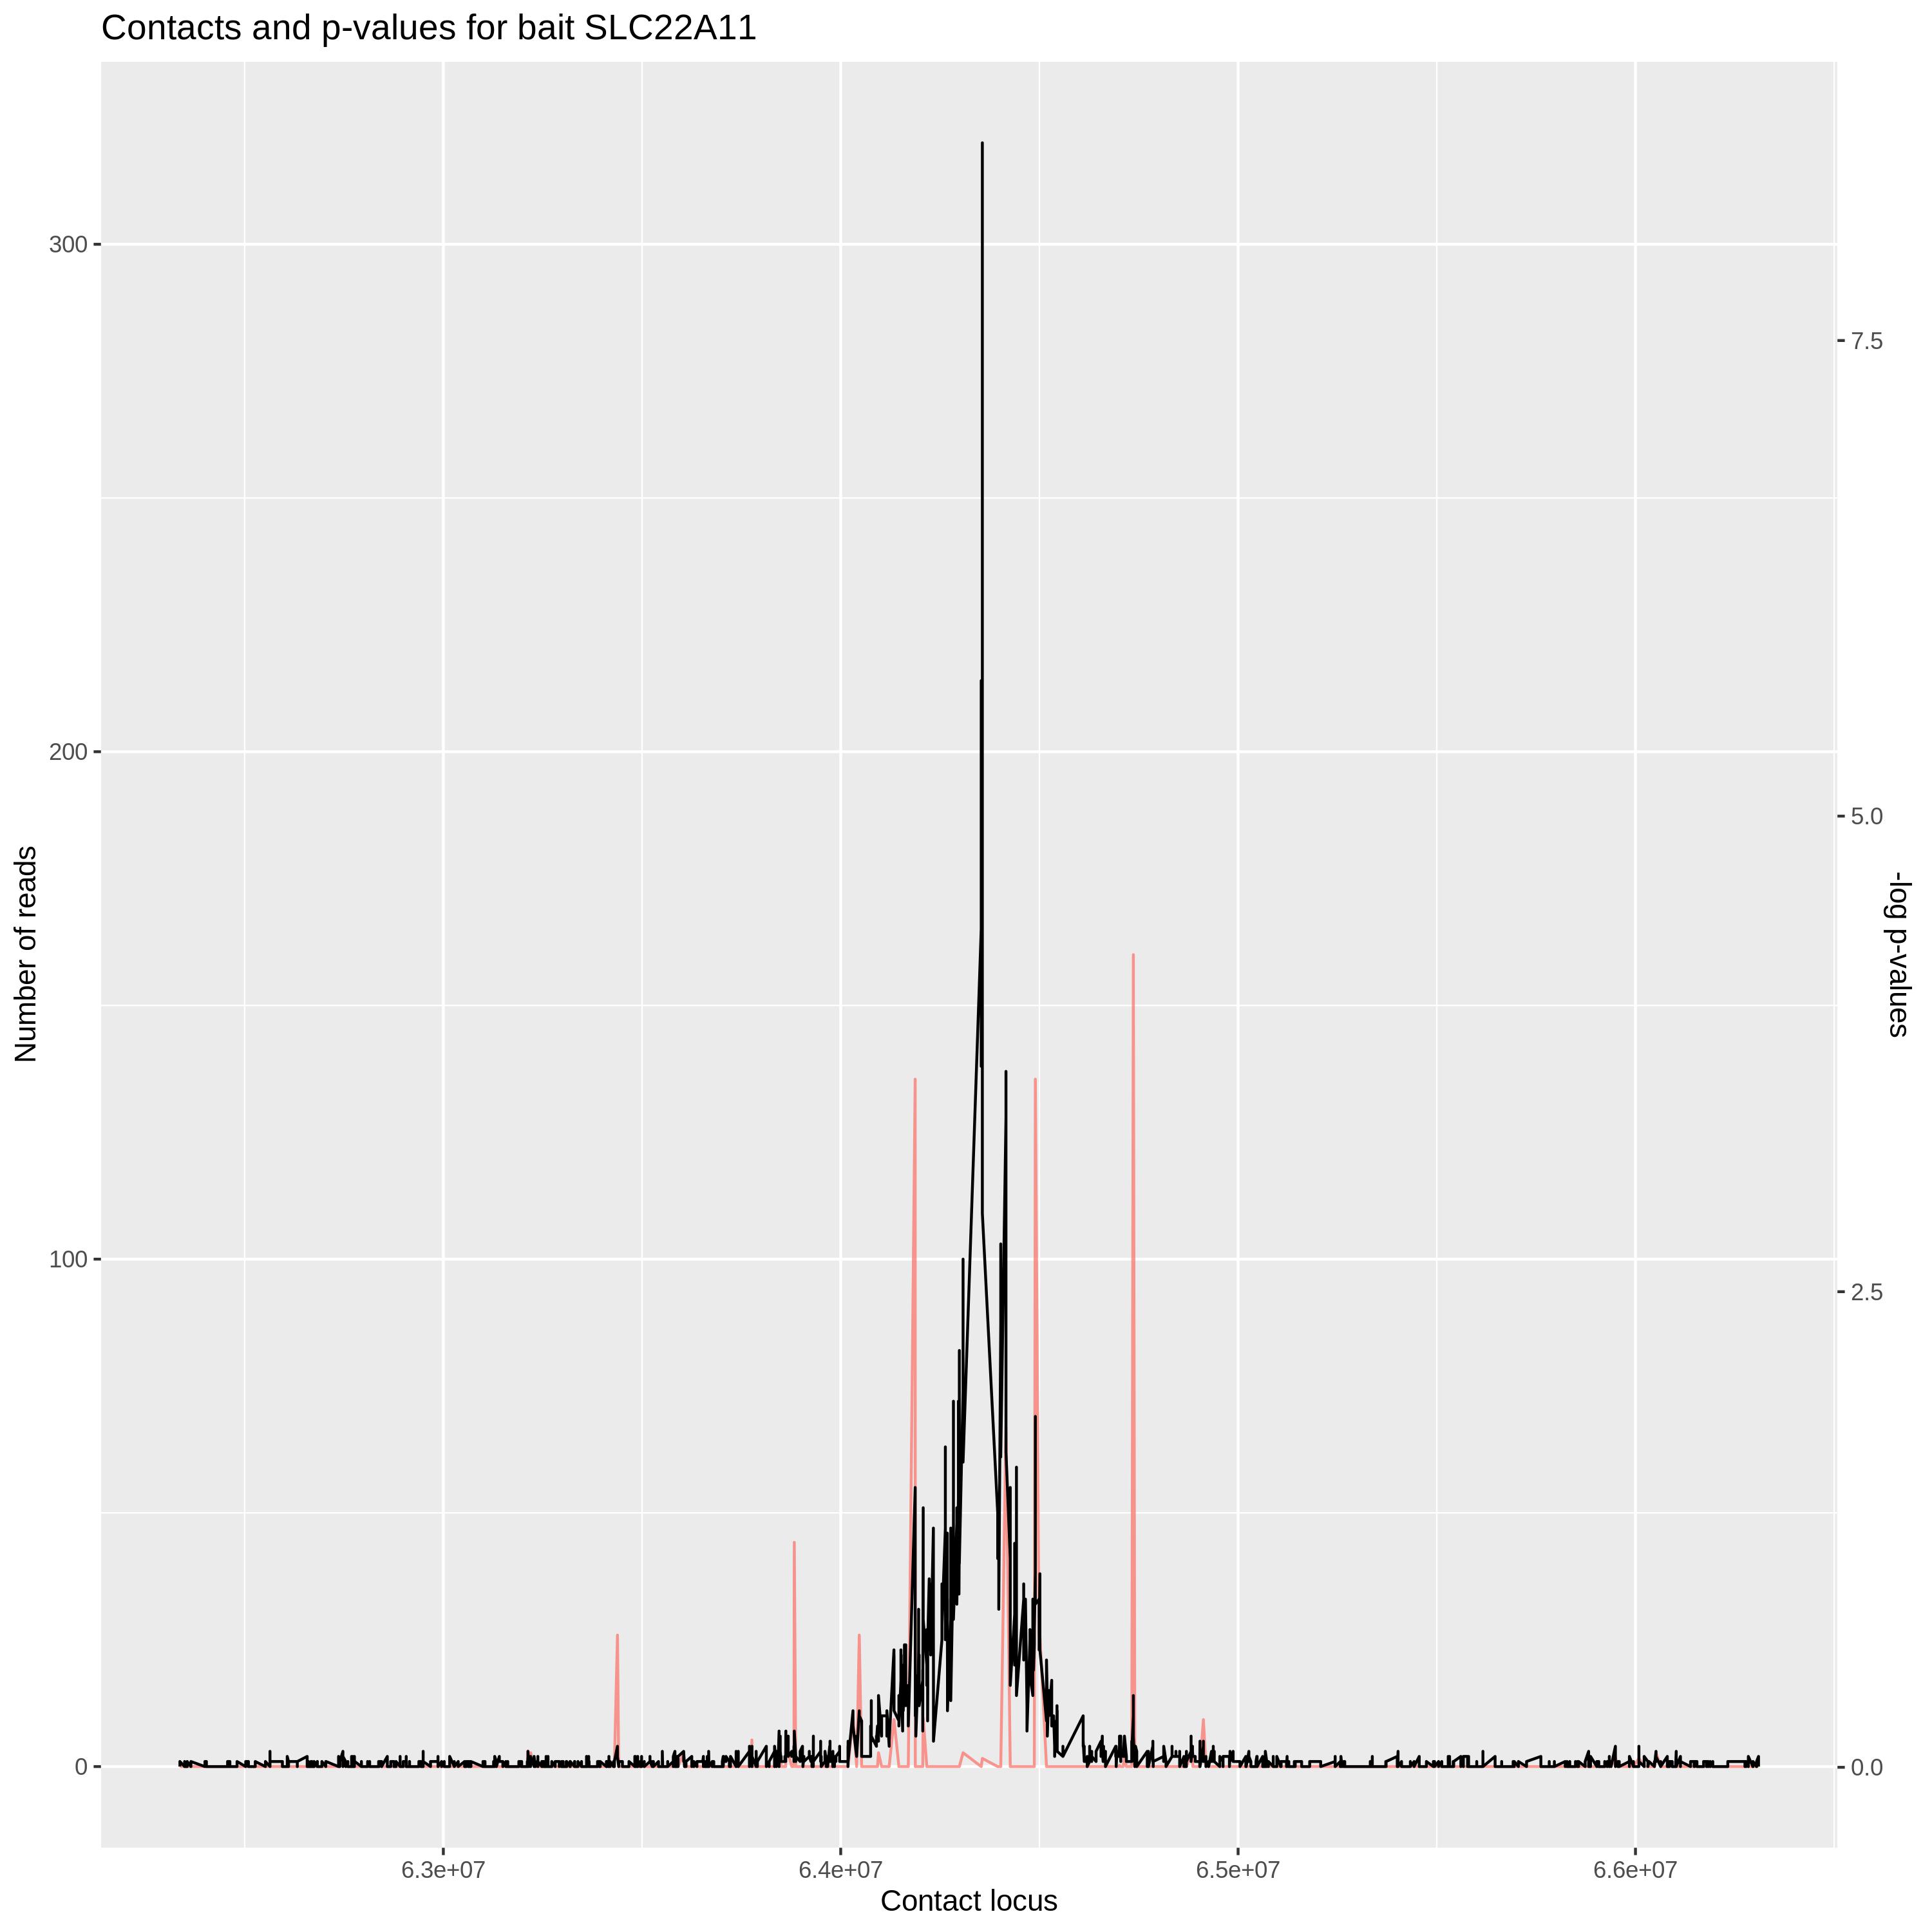 Contacts and p-values for bait SLC22A11
300
200
100
0
Number of reads
7.5
5.0
2.5
0.0
-log p-values
6.3e+07 6.4e+07 6.5e+07 6.6e+07
Contact locus